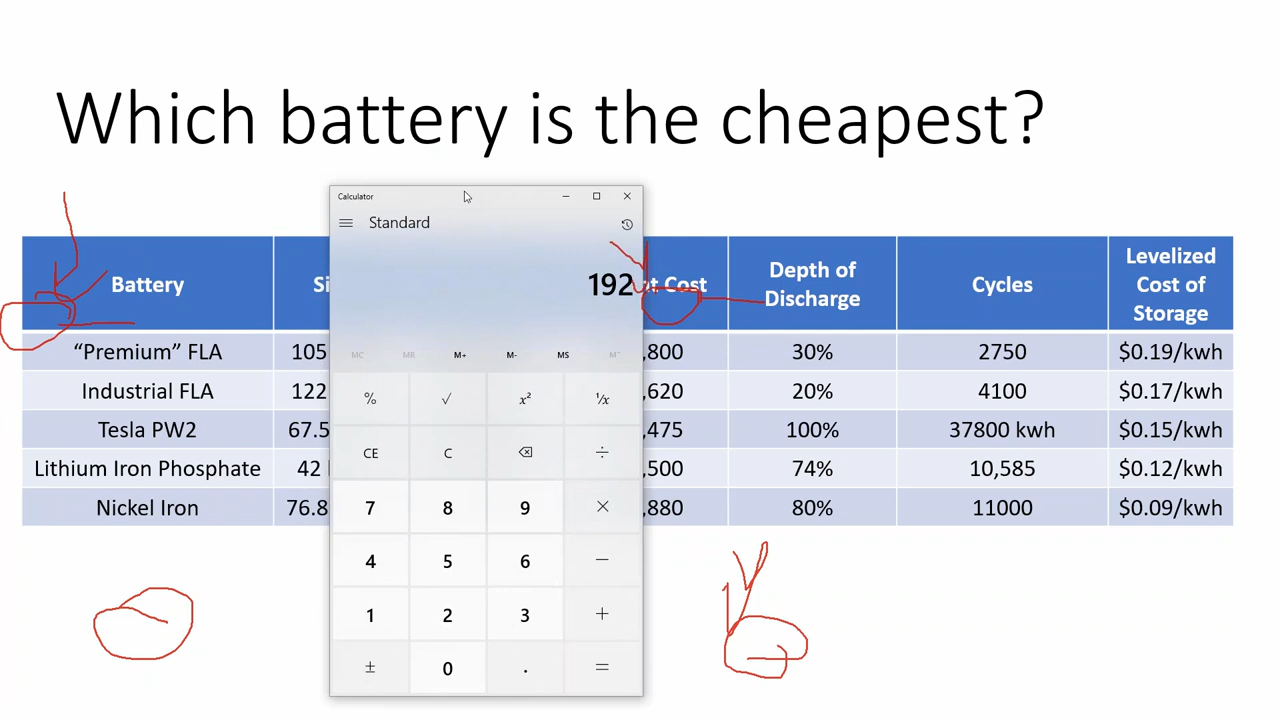 Which battery is the cheapest?
Calculator
Standard
192
MC MR M+ M- MS
% √ x² ¹/x
CE C ÷
7 8 9 ×
4 5 6 −
1 2 3 +
± 0 . =
Battery Si t Cost Depth of Discharge Cycles Levelized Cost of Storage
“Premium” FLA 105 ,800 30% 2750 $0.19/kwh
Industrial FLA 122 ,620 20% 4100 $0.17/kwh
Tesla PW2 67.5 ,475 100% 37800 kwh $0.15/kwh
Lithium Iron Phosphate 42 ,500 74% 10,585 $0.12/kwh
Nickel Iron 76.8 ,880 80% 11000 $0.09/kwh